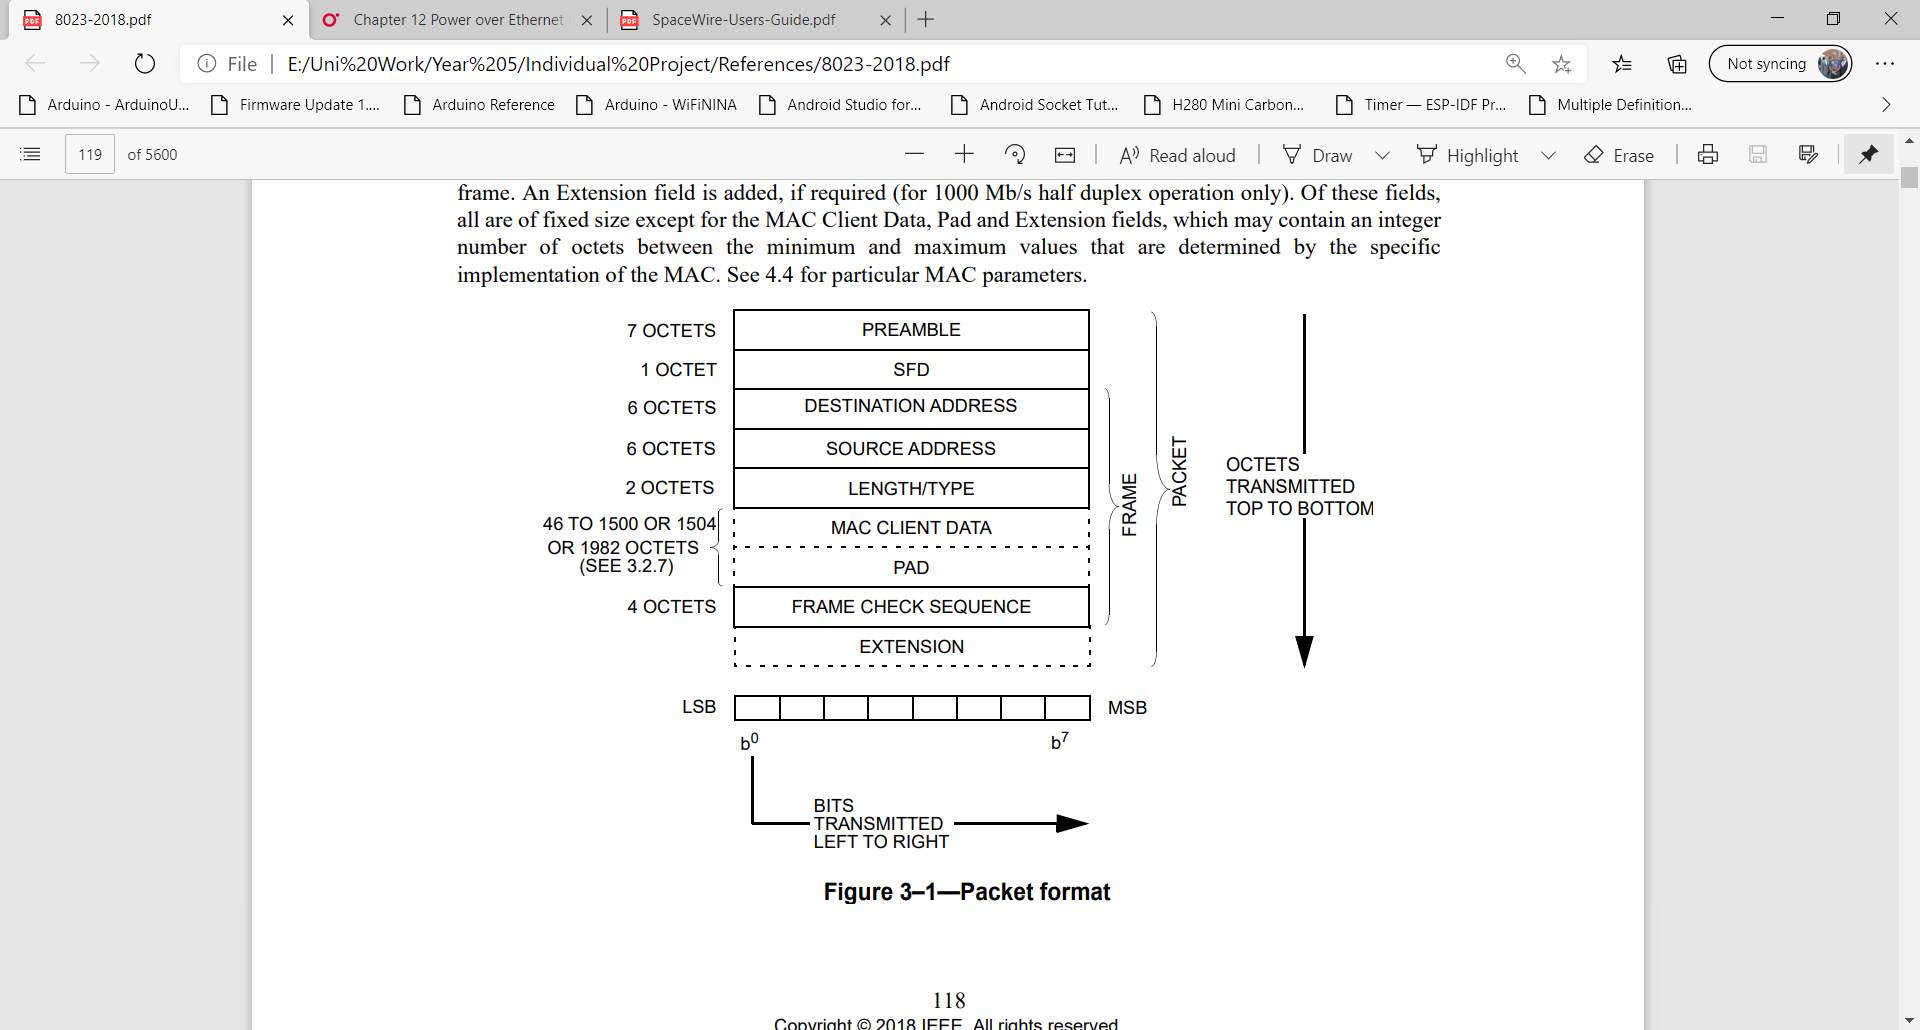 8023-2018.pdf
Chapter 12 Power over Ethernet
SpaceWire-Users-Guide.pdf
File
E:/Uni%20Work/Year%205/Individual%20Project/References/8023-2018.pdf
Not syncing
Arduino - ArduinoU...
Firmware Update 1....
Arduino Reference
Arduino - WiFiNINA
Android Studio for...
Android Socket Tut...
H280 Mini Carbon...
Timer — ESP-IDF Pr...
Multiple Definition...
119 of 5600
Read aloud
Draw
Highlight
Erase
frame. An Extension field is added, if required (for 1000 Mb/s half duplex operation only). Of these fields,
all are of fixed size except for the MAC Client Data, Pad and Extension fields, which may contain an integer
number of octets between the minimum and maximum values that are determined by the specific
implementation of the MAC. See 4.4 for particular MAC parameters.
7 OCTETS PREAMBLE
1 OCTET SFD
6 OCTETS DESTINATION ADDRESS
6 OCTETS SOURCE ADDRESS
2 OCTETS LENGTH/TYPE
46 TO 1500 OR 1504
OR 1982 OCTETS
(SEE 3.2.7)
MAC CLIENT DATA
PAD
4 OCTETS FRAME CHECK SEQUENCE
EXTENSION
FRAME
PACKET
OCTETS
TRANSMITTED
TOP TO BOTTOM
LSB MSB
b0 b7
BITS
TRANSMITTED
LEFT TO RIGHT
Figure 3–1—Packet format
118
Copyright © 2018 IEEE. All rights reserved